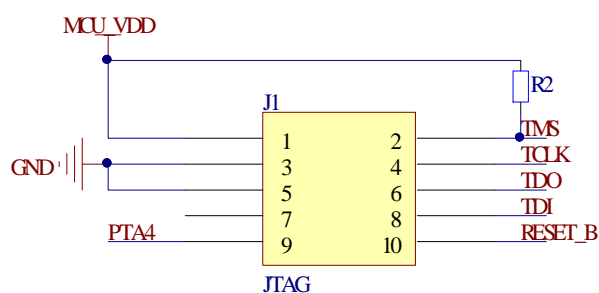 MCU_VDD
R2
J1
1 2 TMS
GND 3 4 TCLK
5 6 TDO
7 8 TDI
PTA4 9 10 RESET_B
JTAG